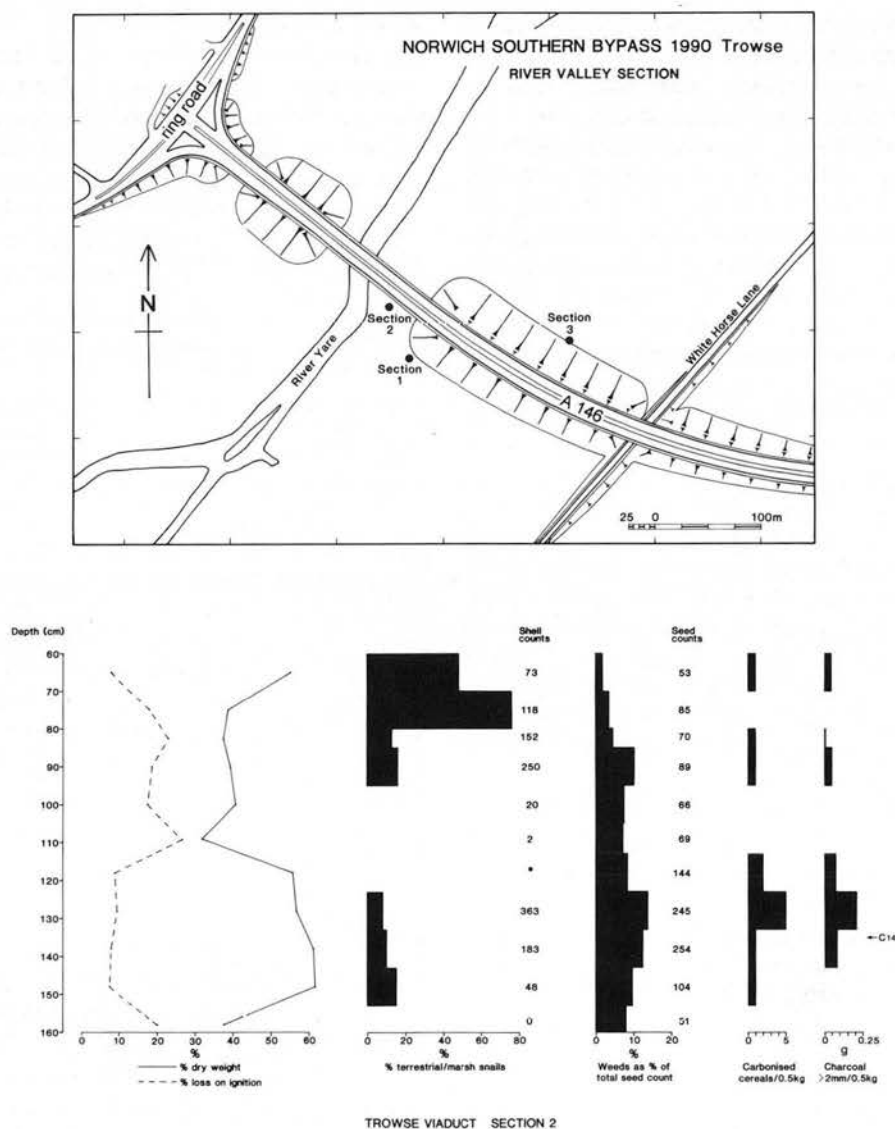 NORWICH SOUTHERN BYPASS 1990 Trowse
RIVER VALLEY SECTION
ring road
N
River Yare
Section
2
Section
1
Section
3
White Horse Lane
A 146
25 0 100m
Depth (cm)
Shell
counts
Seed
counts
60
70
80
90
100
110
120
130
140
150
160
73
118
152
250
20
2
•
363
183
48
0
53
85
70
89
66
69
144
245
254
104
51
←C14
0 10 20 30 40 50 60
%
0 20 40 60 80
%
0 10 20
%
0 5
0 0.25
g
% dry weight
% loss on ignition
% terrestrial/marsh snails
Weeds as % of
total seed count
Carbonised
cereals/0.5kg
Charcoal
>2mm/0.5kg
TROWSE VIADUCT SECTION 2